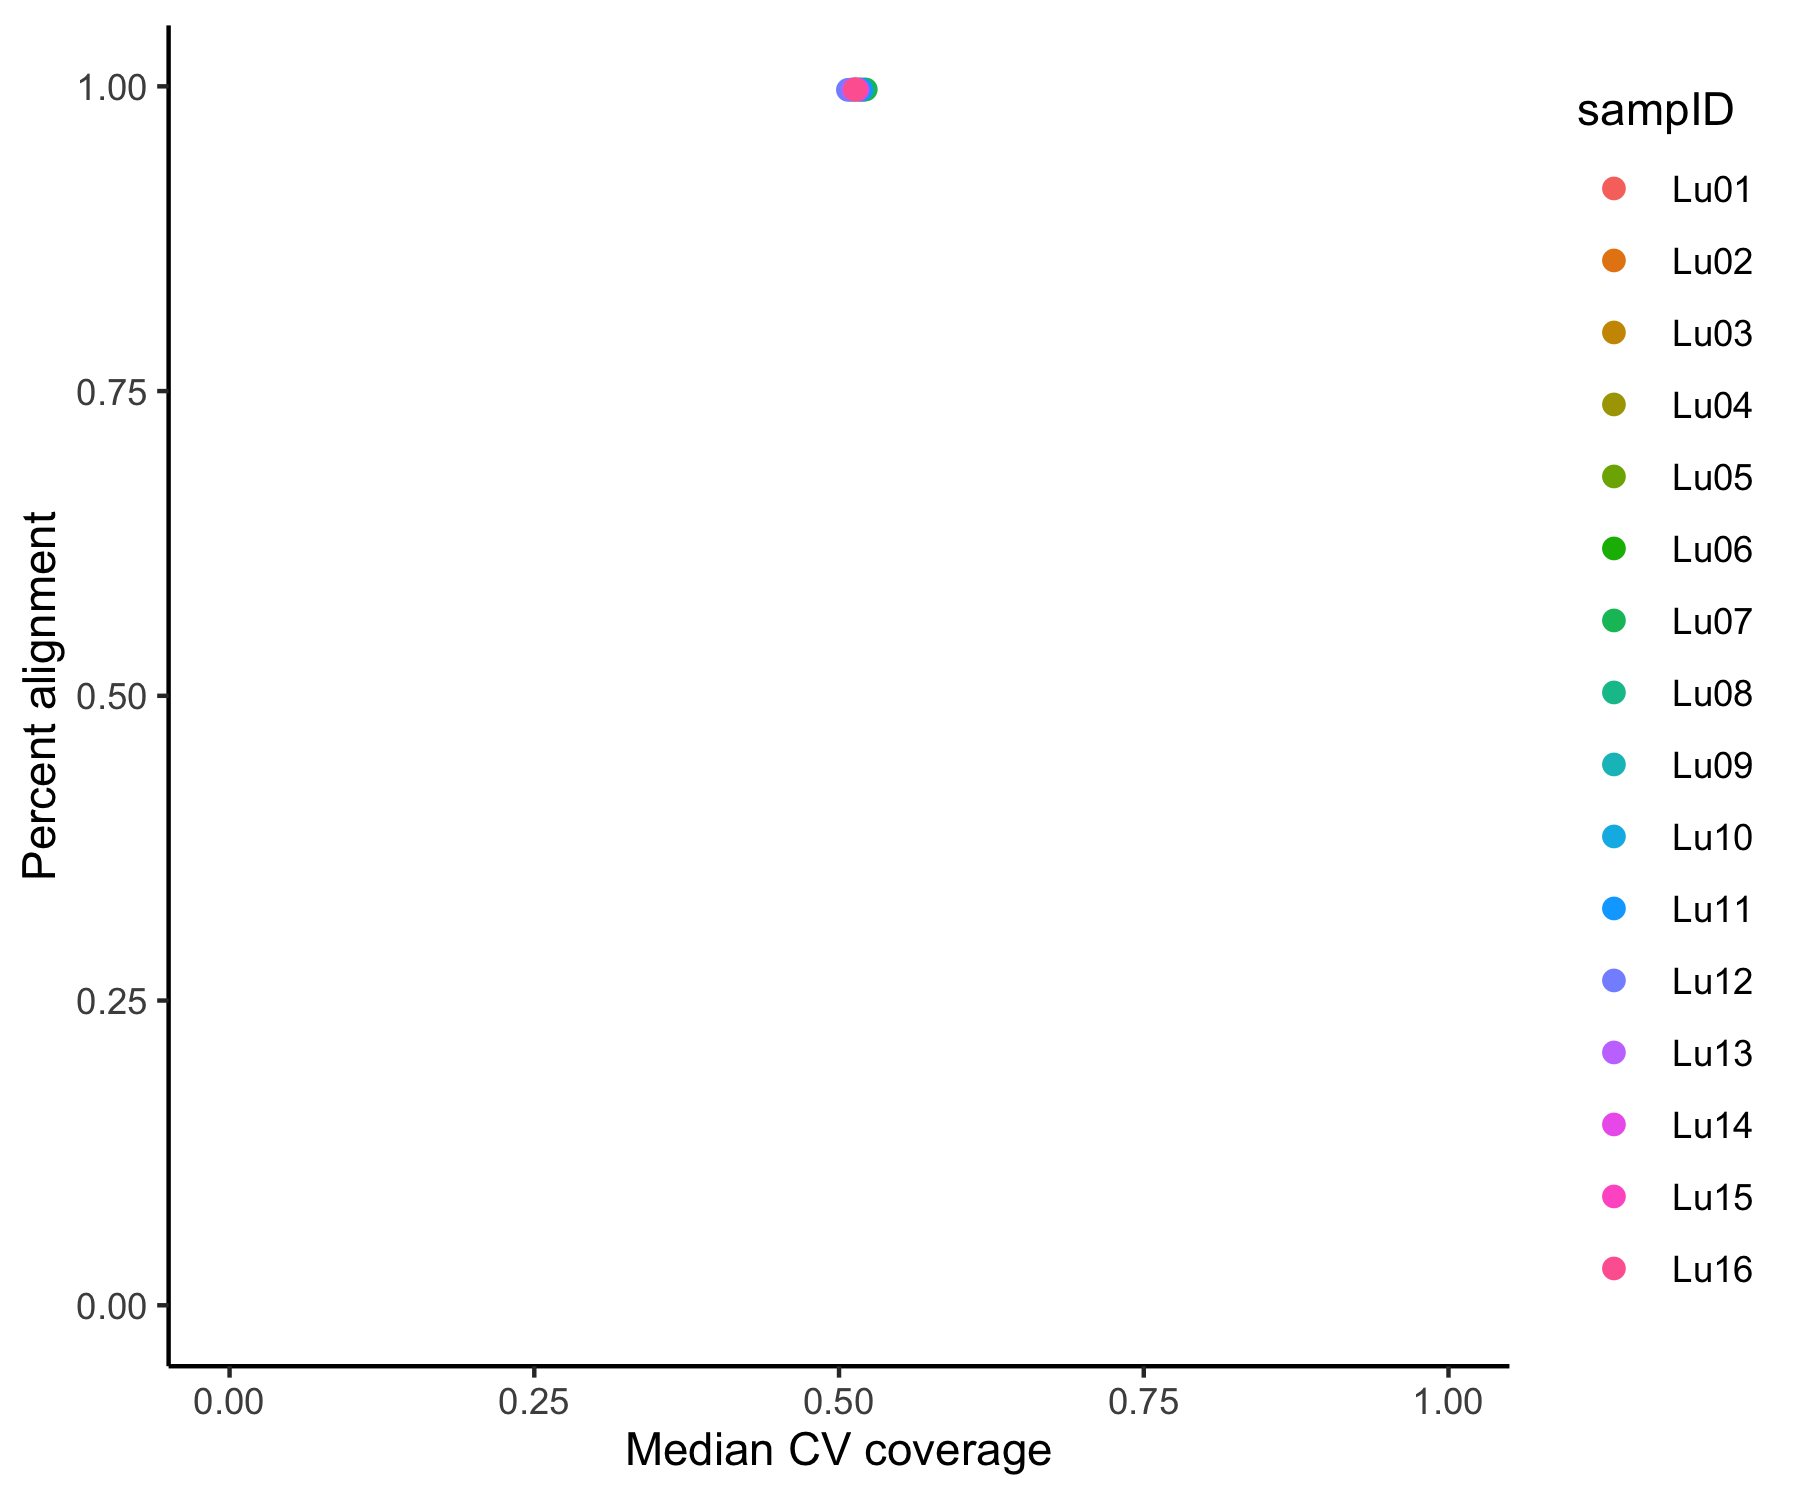 Percent alignment
1.00
0.75
0.50
0.25
0.00
0.00 0.25 0.50 0.75 1.00
Median CV coverage
sampID
Lu01
Lu02
Lu03
Lu04
Lu05
Lu06
Lu07
Lu08
Lu09
Lu10
Lu11
Lu12
Lu13
Lu14
Lu15
Lu16